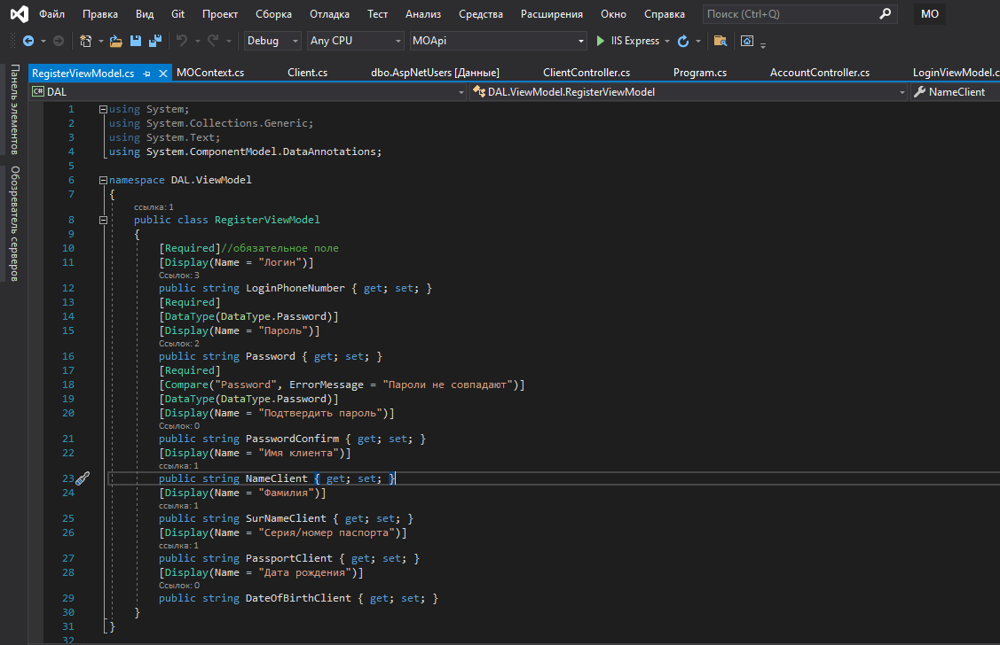 Файл Правка Вид Git Проект Сборка Отладка Тест Анализ Средства Расширения Окно Справка Поиск (Ctrl+Q) MO
Debug Any CPU MOApi IIS Express
RegisterViewModel.cs MOContext.cs Client.cs dbo.AspNetUsers [Данные] ClientController.cs Program.cs AccountController.cs LoginViewModel.c
C# DAL DAL.ViewModel.RegisterViewModel NameClient
Панель элементов
Обозреватель серверов
1 using System;
2 using System.Collections.Generic;
3 using System.Text;
4 using System.ComponentModel.DataAnnotations;
5
6 namespace DAL.ViewModel
7 {
ссылка: 1
8 public class RegisterViewModel
9 {
10 [Required]//обязательное поле
11 [Display(Name = "Логин")]
Ссылок: 3
12 public string LoginPhoneNumber { get; set; }
13 [Required]
14 [DataType(DataType.Password)]
15 [Display(Name = "Пароль")]
Ссылок: 2
16 public string Password { get; set; }
17 [Required]
18 [Compare("Password", ErrorMessage = "Пароли не совпадают")]
19 [DataType(DataType.Password)]
20 [Display(Name = "Подтвердить пароль")]
Ссылок: 0
21 public string PasswordConfirm { get; set; }
22 [Display(Name = "Имя клиента")]
ссылка: 1
23 public string NameClient { get; set; }
24 [Display(Name = "Фамилия")]
ссылка: 1
25 public string SurNameClient { get; set; }
26 [Display(Name = "Серия/номер паспорта")]
ссылка: 1
27 public string PassportClient { get; set; }
28 [Display(Name = "Дата рождения")]
Ссылок: 0
29 public string DateOfBirthClient { get; set; }
30 }
31 }
32